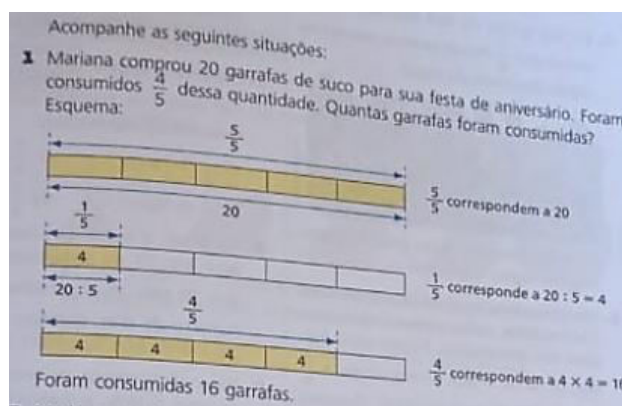 Acompanhe as seguintes situações:
1 Mariana comprou 20 garrafas de suco para sua festa de aniversário. Foram
consumidos 4/5 dessa quantidade. Quantas garrafas foram consumidas?
Esquema:
5/5
20
5/5 correspondem a 20
1/5
4
20 : 5
1/5 corresponde a 20 : 5 = 4
4/5
4 4 4 4
4/5 correspondem a 4 × 4 = 1
Foram consumidas 16 garrafas.